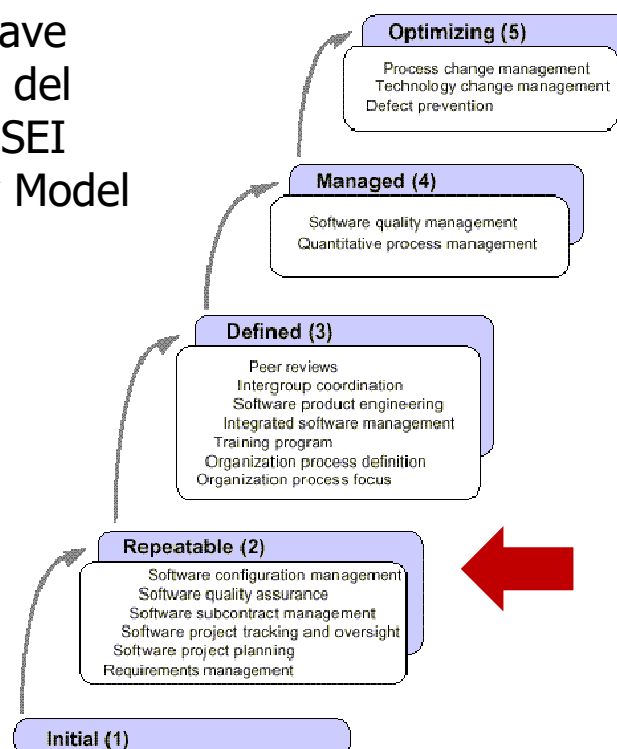 ave
del
SEI
Model
Optimizing (5)
Process change management
Technology change management
Defect prevention
Managed (4)
Software quality management
Quantitative process management
Defined (3)
Peer reviews
Intergroup coordination
Software product engineering
Integrated software management
Training program
Organization process definition
Organization process focus
Repeatable (2)
Software configuration management
Software quality assurance
Software subcontract management
Software project tracking and oversight
Software project planning
Requirements management
Initial (1)